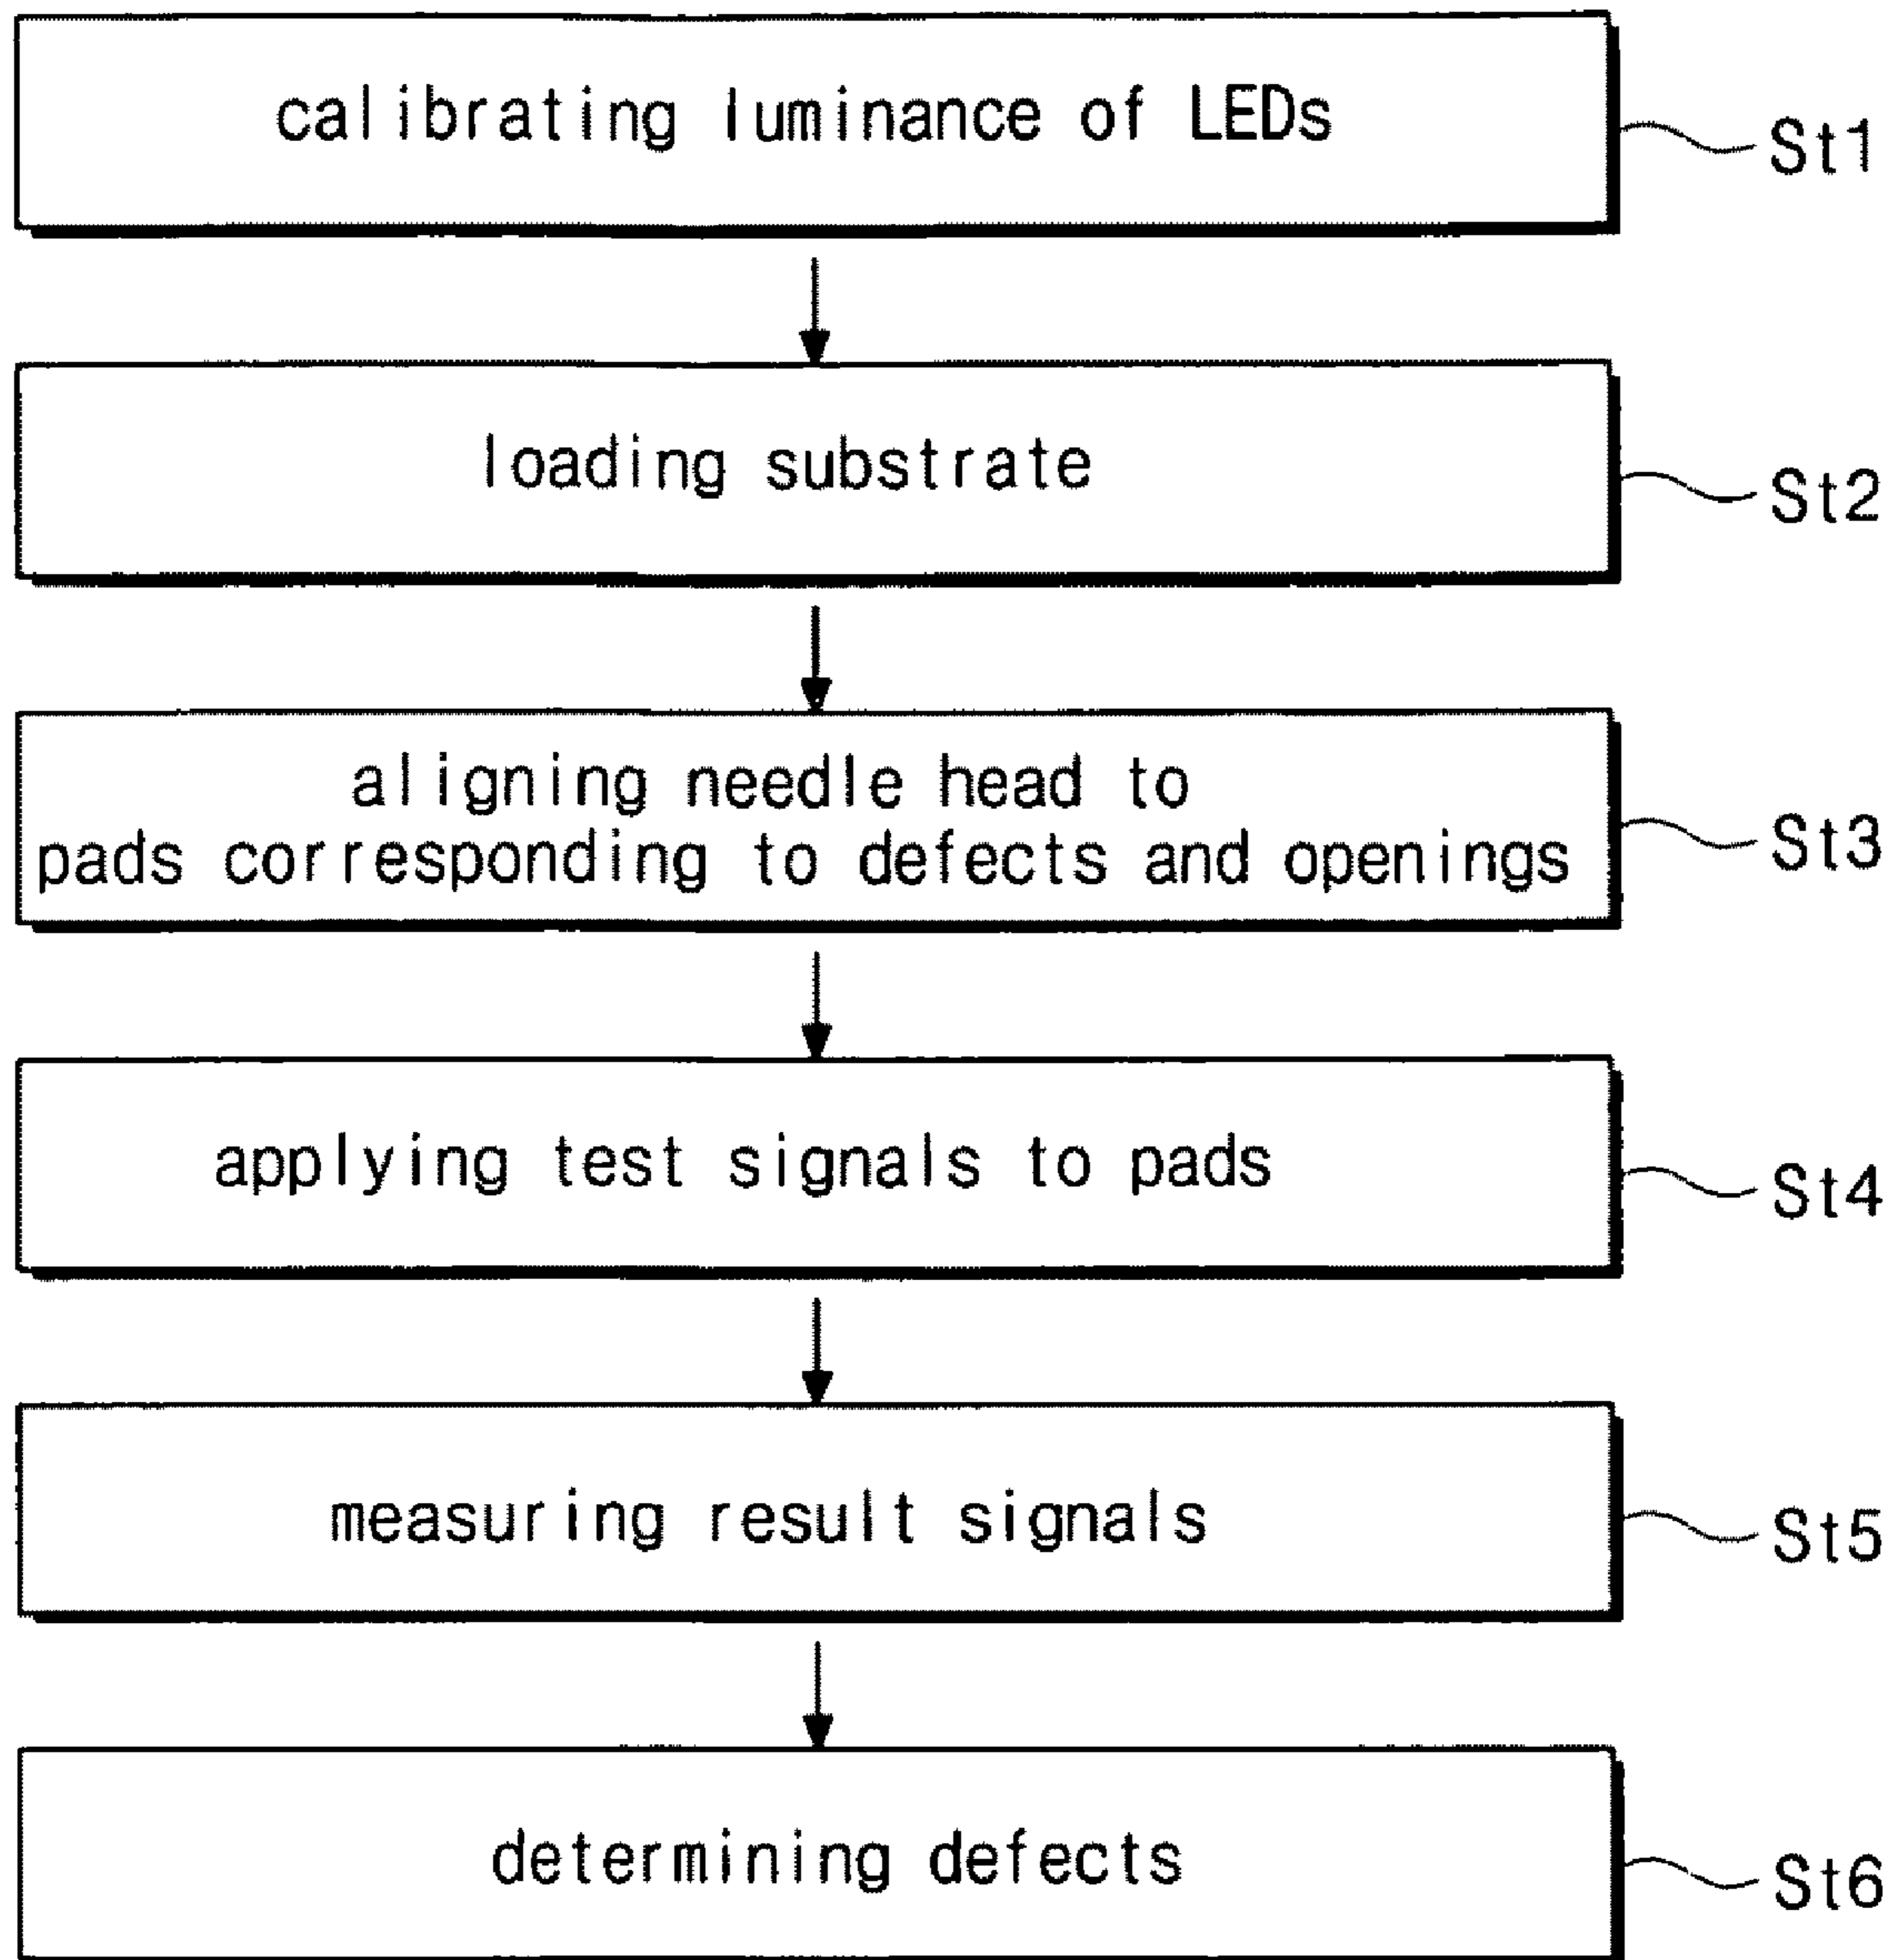 calibrating luminance of LEDs
St1
loading substrate
St2
aligning needle head to
pads corresponding to defects and openings
St3
applying test signals to pads
St4
measuring result signals
St5
determining defects
St6